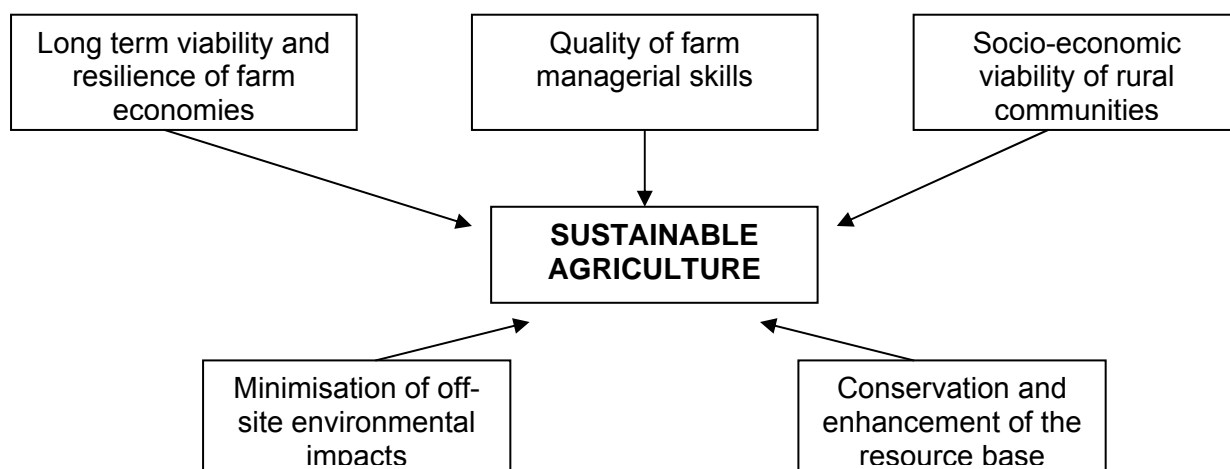 Long term viability and
resilience of farm
economies
Quality of farm
managerial skills
Socio-economic
viability of rural
communities
SUSTAINABLE
AGRICULTURE
Minimisation of off-
site environmental
impacts
Conservation and
enhancement of the
resource base